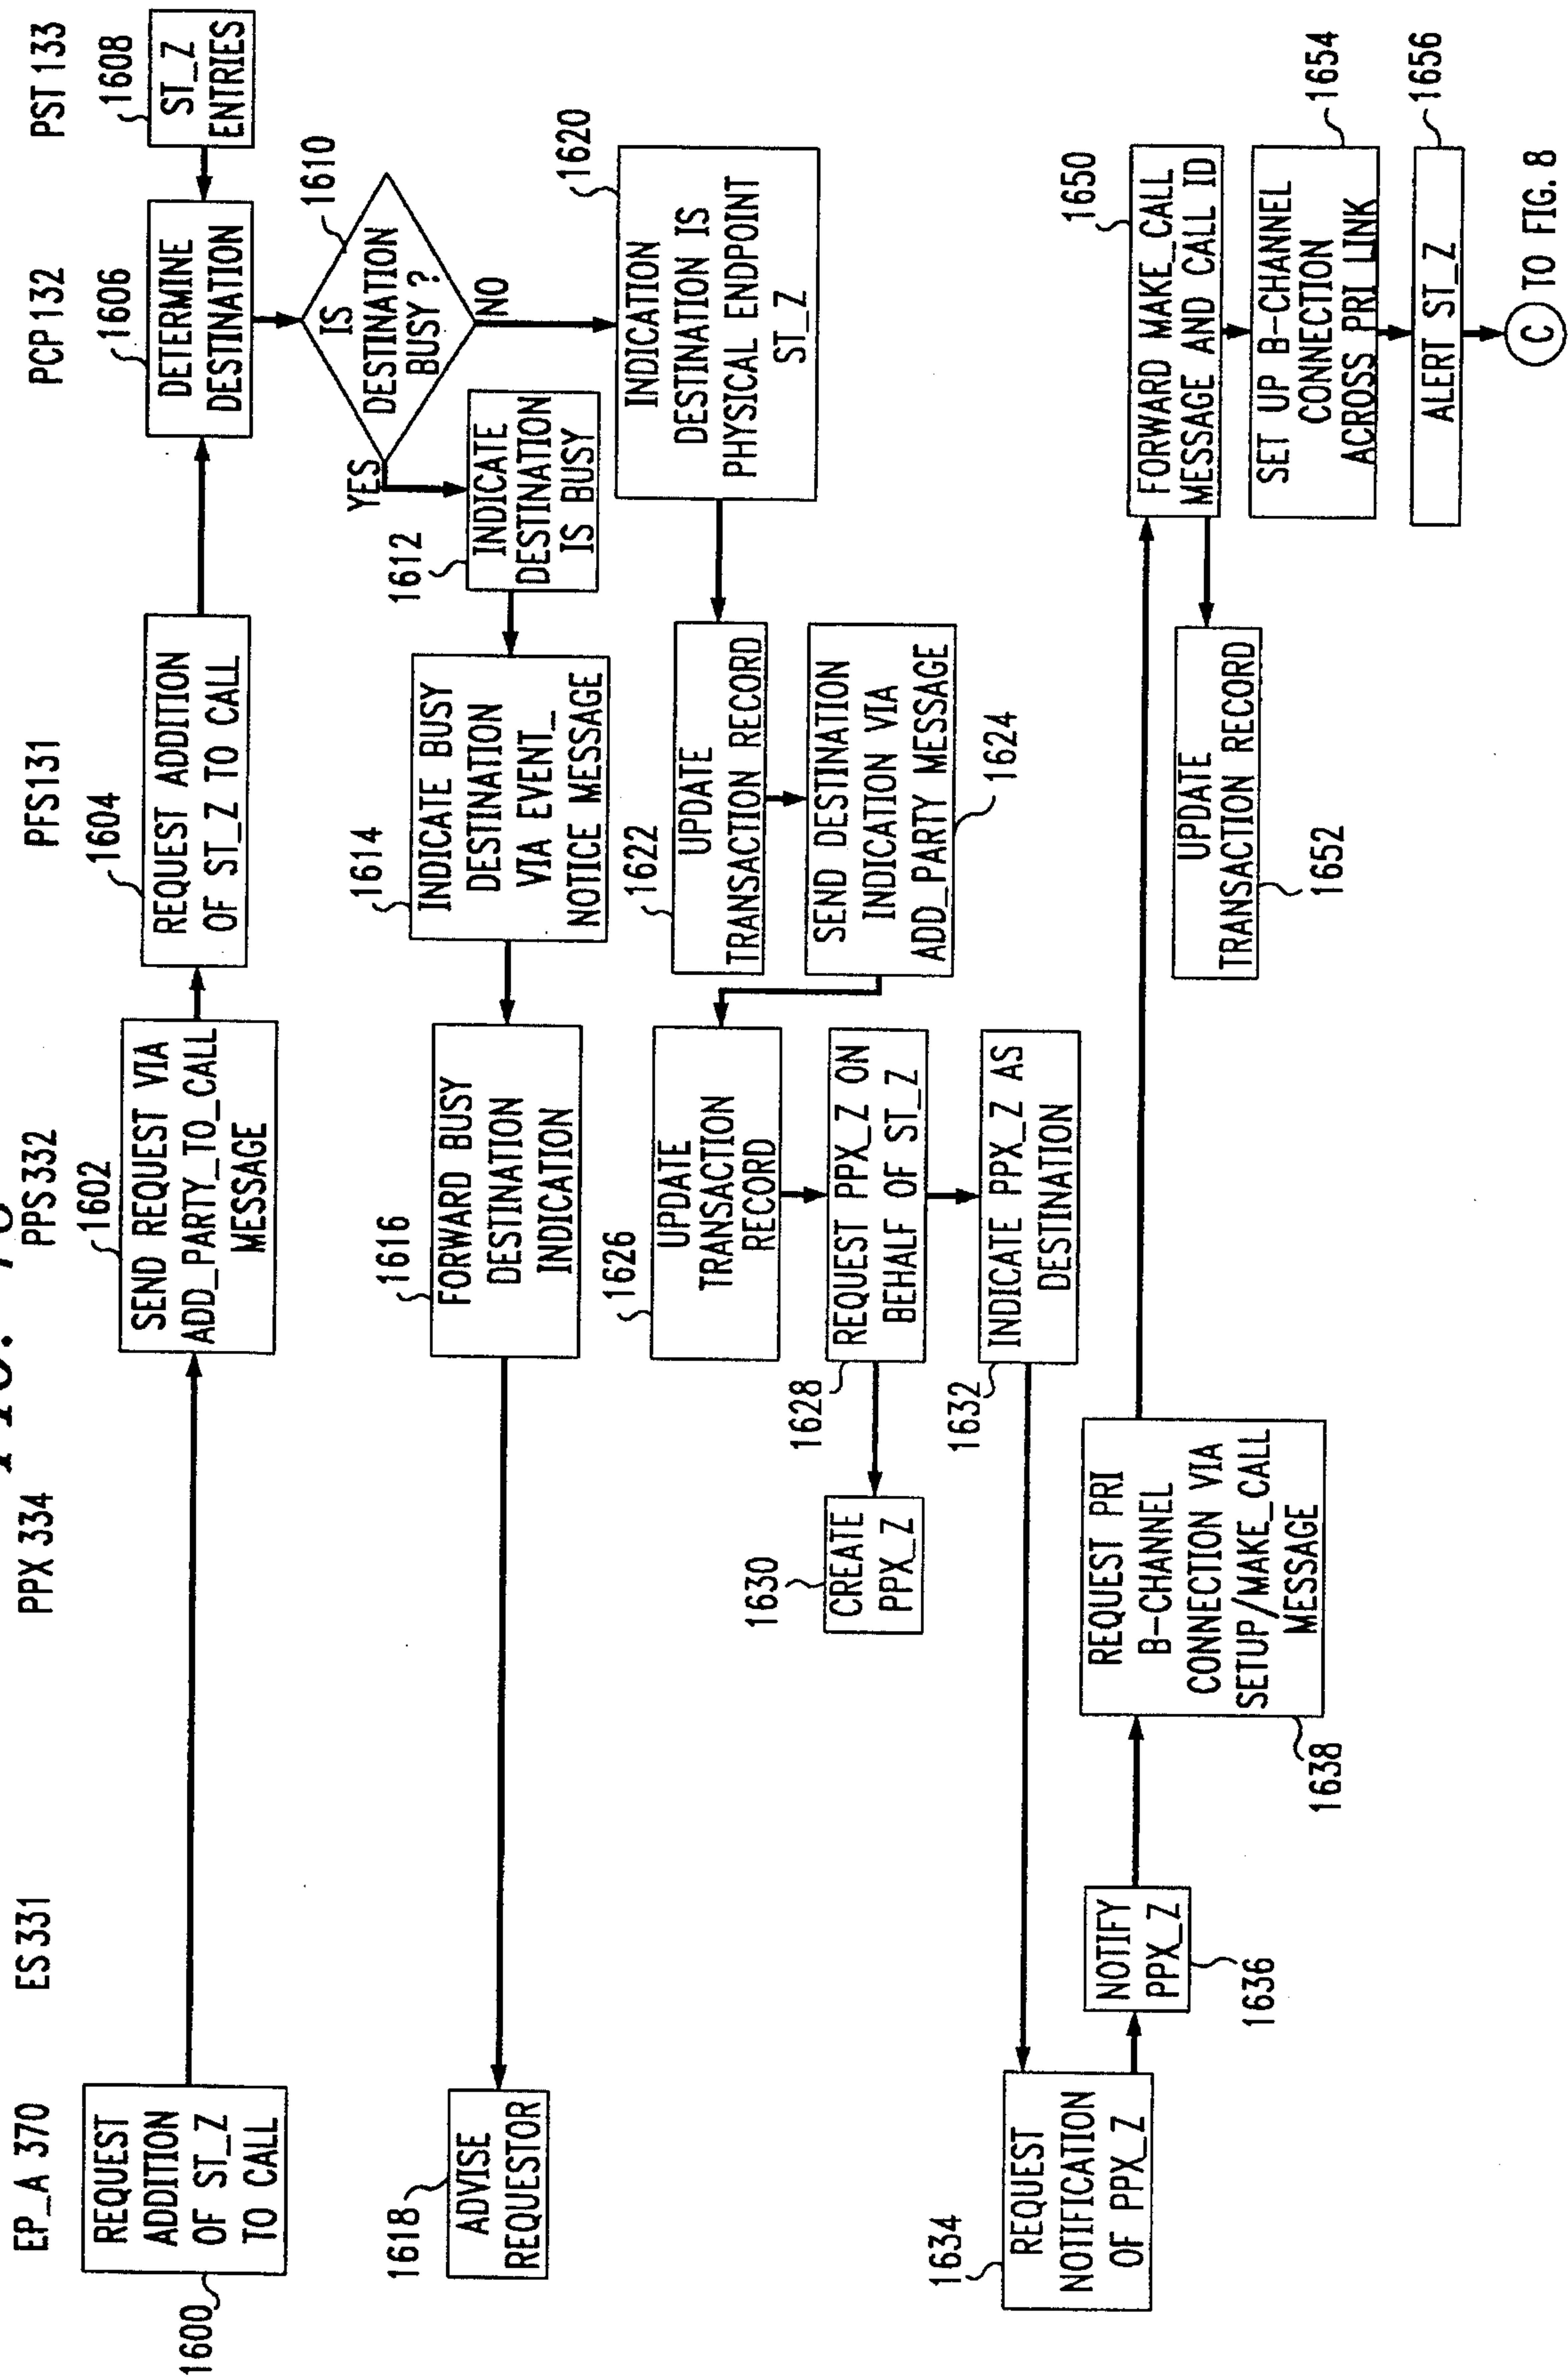 EP_A 370
ES 331
PPX 334
PPS 332
PFS131
PCP 132
PST 133
1600
REQUEST
ADDITION
OF ST_Z
TO CALL
1602
SEND REQUEST VIA
ADD_PARTY_TO_CALL
MESSAGE
1604
REQUEST ADDITION
OF ST_Z TO CALL
1606
DETERMINE
DESTINATION
1608
ST_Z
ENTRIES
1610
IS
DESTINATION
BUSY ?
YES
NO
1612
INDICATE
DESTINATION
IS BUSY
1614
INDICATE BUSY
DESTINATION
VIA EVENT_
NOTICE MESSAGE
1616
FORWARD BUSY
DESTINATION
INDICATION
1618
ADVISE
REQUESTOR
1620
INDICATION
DESTINATION IS
PHYSICAL ENDPOINT
ST_Z
1622
UPDATE
TRANSACTION RECORD
SEND DESTINATION
INDICATION VIA
ADD_PARTY MESSAGE
1624
1626
UPDATE
TRANSACTION
RECORD
1628
REQUEST PPX_Z ON
BEHALF OF ST_Z
1630
CREATE
PPX_Z
1632
INDICATE PPX_Z AS
DESTINATION
1634
REQUEST
NOTIFICATION
OF PPX_Z
NOTIFY
PPX_Z
1636
REQUEST PRI
B-CHANNEL
CONNECTION VIA
SETUP/MAKE_CALL
MESSAGE
1638
1650
FORWARD MAKE_CALL
MESSAGE AND CALL ID
UPDATE
TRANSACTION RECORD
1652
SET UP B-CHANNEL
CONNECTION
ACROSS PRI LINK
1654
ALERT ST_Z
1656
C TO FIG. 8